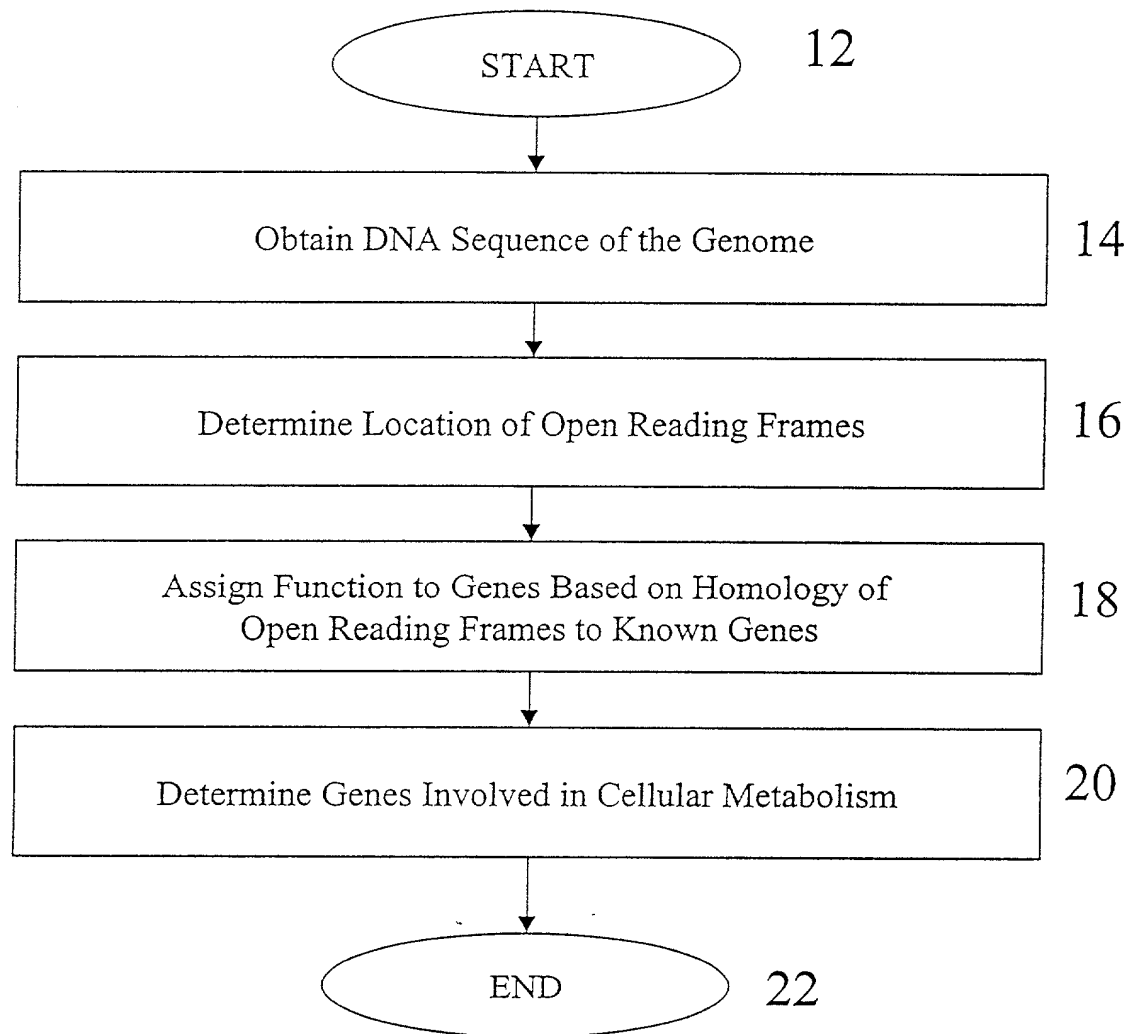 START
12
Obtain DNA Sequence of the Genome
14
Determine Location of Open Reading Frames
16
Assign Function to Genes Based on Homology of
Open Reading Frames to Known Genes
18
Determine Genes Involved in Cellular Metabolism
20
END
22